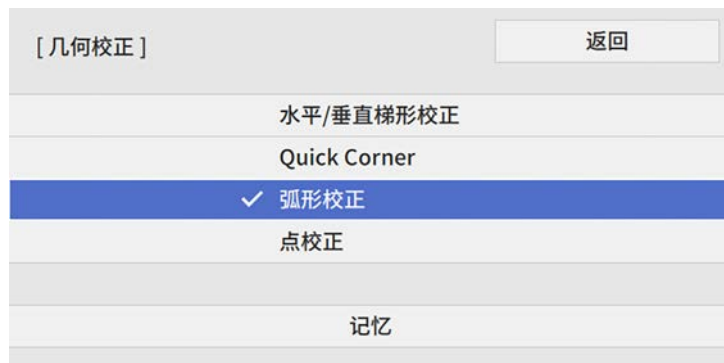 [ 几何校正 ]
返回
水平/垂直梯形校正
Quick Corner
弧形校正
点校正
记忆